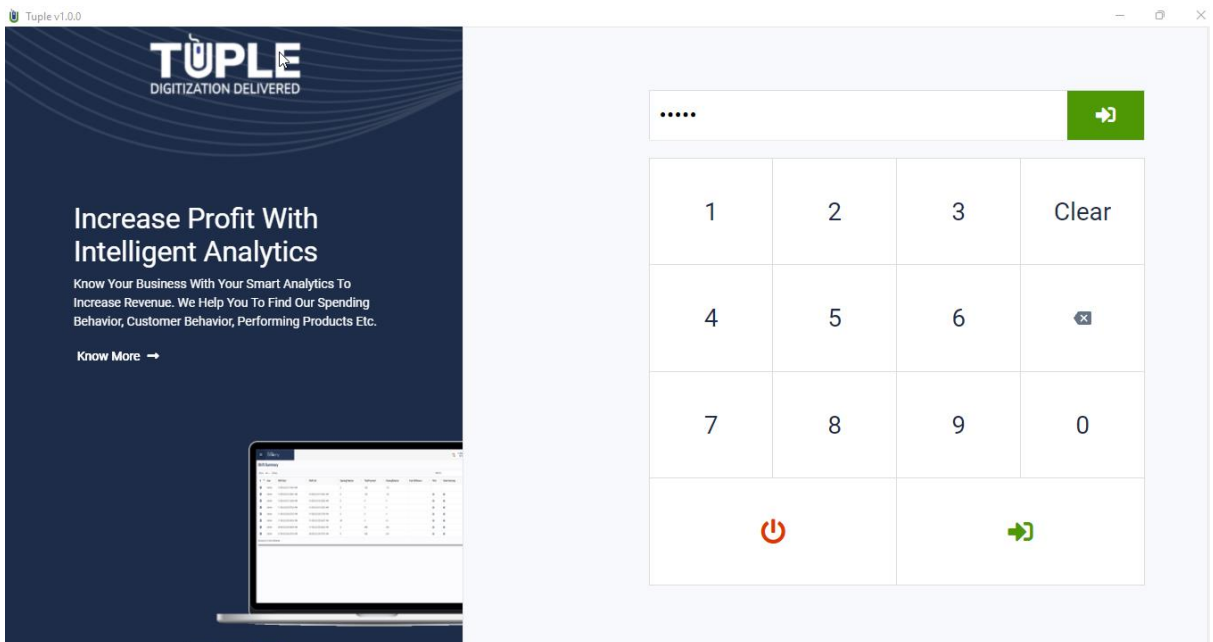 Tuple v1.0.0
TUPLE
DIGITIZATION DELIVERED
Increase Profit With
Intelligent Analytics
Know Your Business With Your Smart Analytics To
Increase Revenue. We Help You To Find Our Spending
Behavior, Customer Behavior, Performing Products Etc.
Know More →
•••••
1 2 3 Clear
4 5 6
7 8 9 0